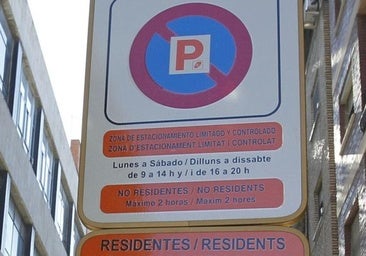 P
ZONA DE ESTACIONAMIENTO LIMITADO Y CONTROLADO
ZONA D'ESTACIONAMENT LIMITAT I CONTROLAT
Lunes a Sábado / Dilluns a dissabte
de 9 a 14 h y / i de 16 a 20 h
NO RESIDENTES / NO RESIDENTS
Máximo 2 horas / Màxim 2 hores
RESIDENTES / RESIDENTS